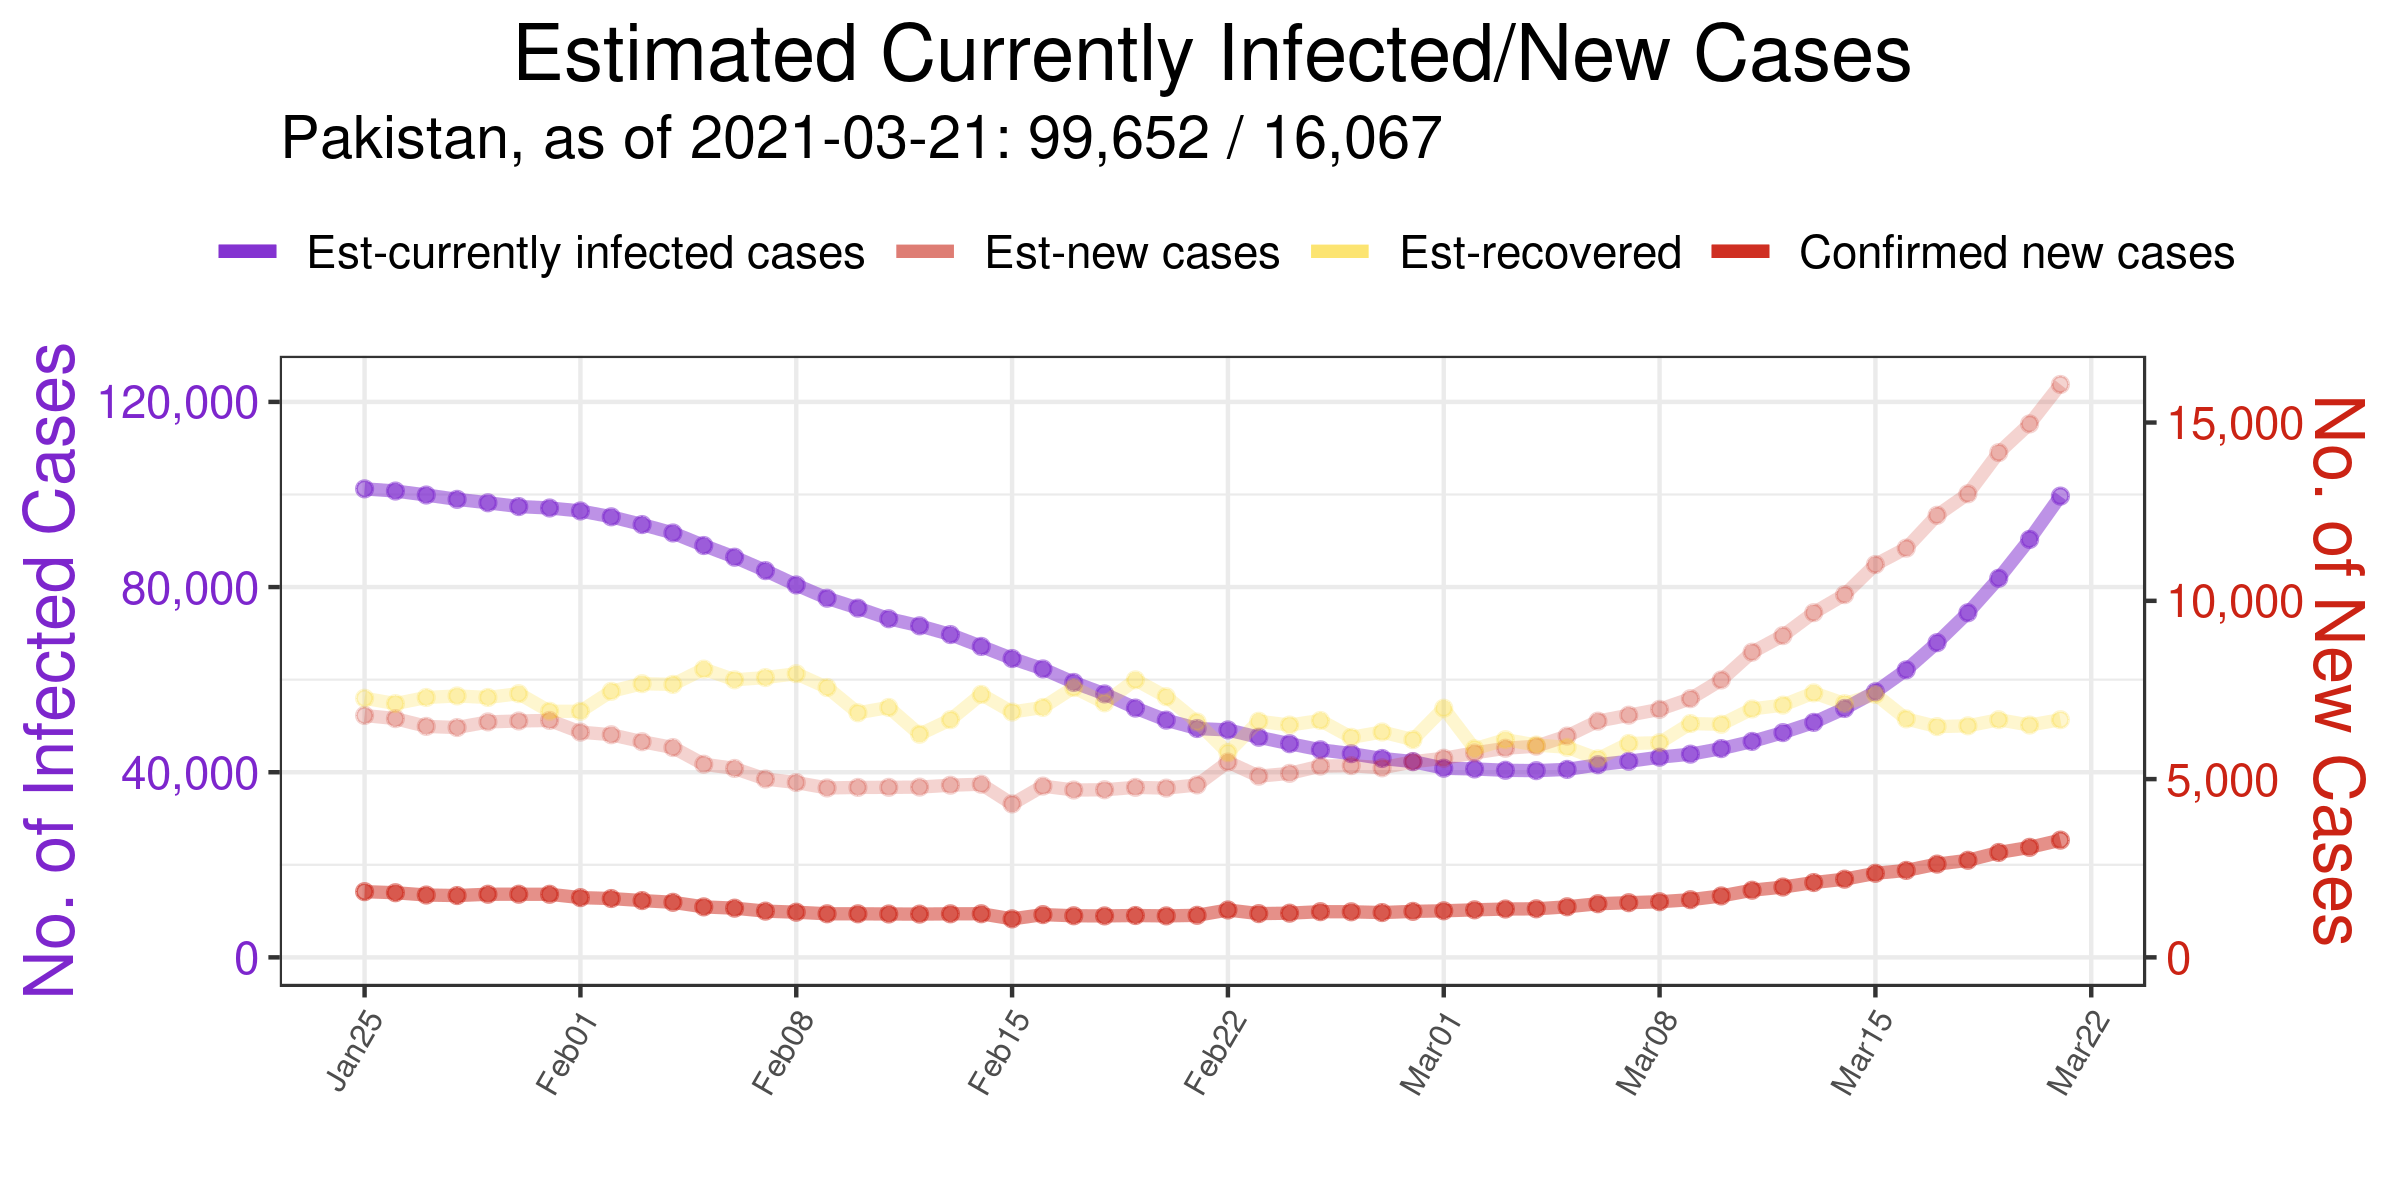 Estimated Currently Infected/New Cases
Pakistan, as of 2021-03-21: 99,652 / 16,067
Est-currently infected cases Est-new cases Est-recovered Confirmed new cases
No. of Infected Cases
120,000
80,000
40,000
0
15,000
10,000
5,000
0
No. of New Cases
Jan25 Feb01 Feb08 Feb15 Feb22 Mar01 Mar08 Mar15 Mar22